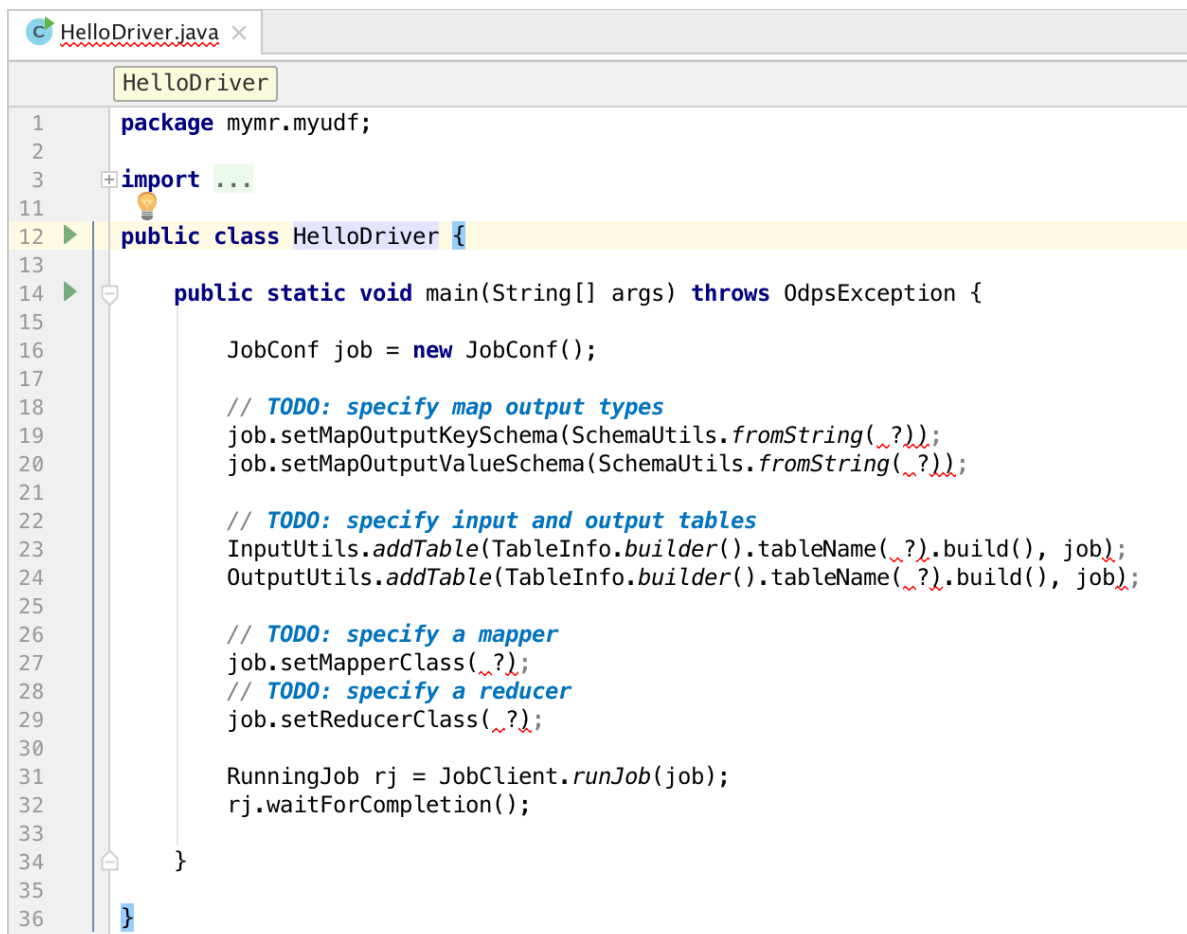 HelloDriver.java
HelloDriver
1 package mymr.myudf;
2
3 import ...
11
12 public class HelloDriver {
13
14 public static void main(String[] args) throws OdpsException {
15
16 JobConf job = new JobConf();
17
18 // TODO: specify map output types
19 job.setMapOutputKeySchema(SchemaUtils.fromString( ?));
20 job.setMapOutputValueSchema(SchemaUtils.fromString( ?));
21
22 // TODO: specify input and output tables
23 InputUtils.addTable(TableInfo.builder().tableName( ?).build(), job);
24 OutputUtils.addTable(TableInfo.builder().tableName( ?).build(), job);
25
26 // TODO: specify a mapper
27 job.setMapperClass( ?);
28 // TODO: specify a reducer
29 job.setReducerClass( ?);
30
31 RunningJob rj = JobClient.runJob(job);
32 rj.waitForCompletion();
33
34 }
35
36 }